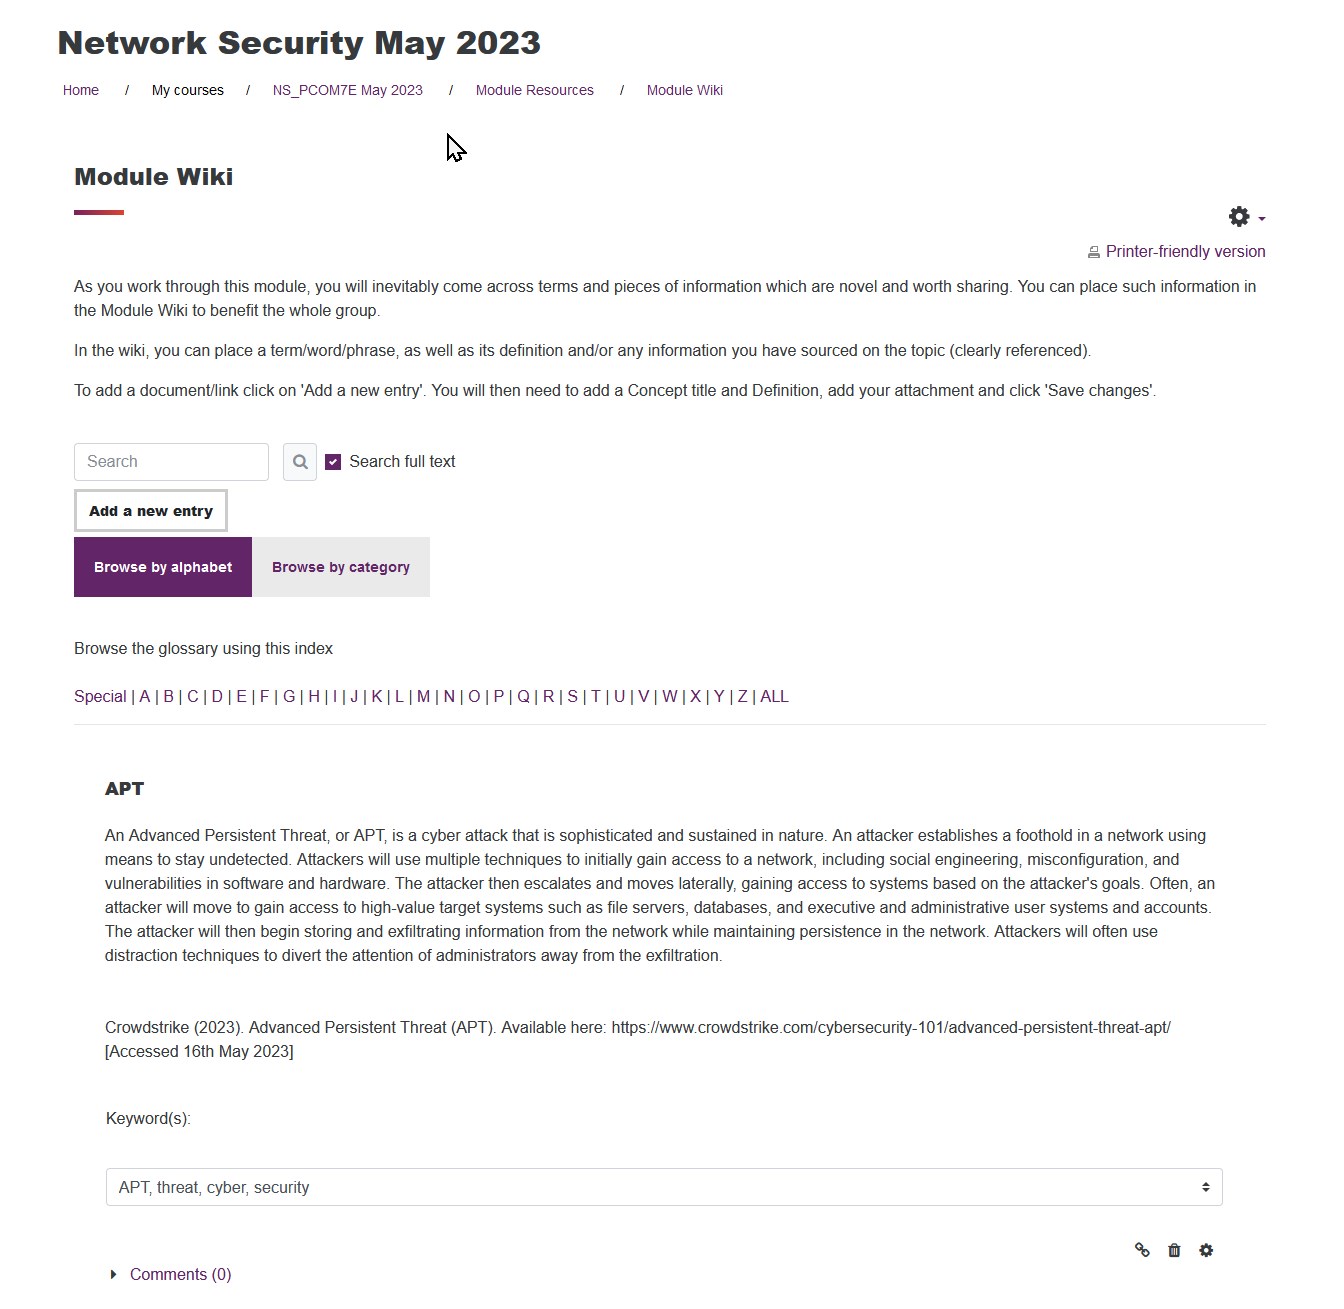 Network Security May 2023
Home / My courses / NS_PCOM7E May 2023 / Module Resources / Module Wiki
Module Wiki
Printer-friendly version
As you work through this module, you will inevitably come across terms and pieces of information which are novel and worth sharing. You can place such information in
the Module Wiki to benefit the whole group.
In the wiki, you can place a term/word/phrase, as well as its definition and/or any information you have sourced on the topic (clearly referenced).
To add a document/link click on 'Add a new entry'. You will then need to add a Concept title and Definition, add your attachment and click 'Save changes'.
Search
Search full text
Add a new entry
Browse by alphabet Browse by category
Browse the glossary using this index
Special | A | B | C | D | E | F | G | H | I | J | K | L | M | N | O | P | Q | R | S | T | U | V | W | X | Y | Z | ALL
APT
An Advanced Persistent Threat, or APT, is a cyber attack that is sophisticated and sustained in nature. An attacker establishes a foothold in a network using
means to stay undetected. Attackers will use multiple techniques to initially gain access to a network, including social engineering, misconfiguration, and
vulnerabilities in software and hardware. The attacker then escalates and moves laterally, gaining access to systems based on the attacker's goals. Often, an
attacker will move to gain access to high-value target systems such as file servers, databases, and executive and administrative user systems and accounts.
The attacker will then begin storing and exfiltrating information from the network while maintaining persistence in the network. Attackers will often use
distraction techniques to divert the attention of administrators away from the exfiltration.
Crowdstrike (2023). Advanced Persistent Threat (APT). Available here: https://www.crowdstrike.com/cybersecurity-101/advanced-persistent-threat-apt/
[Accessed 16th May 2023]
Keyword(s):
APT, threat, cyber, security
Comments (0)